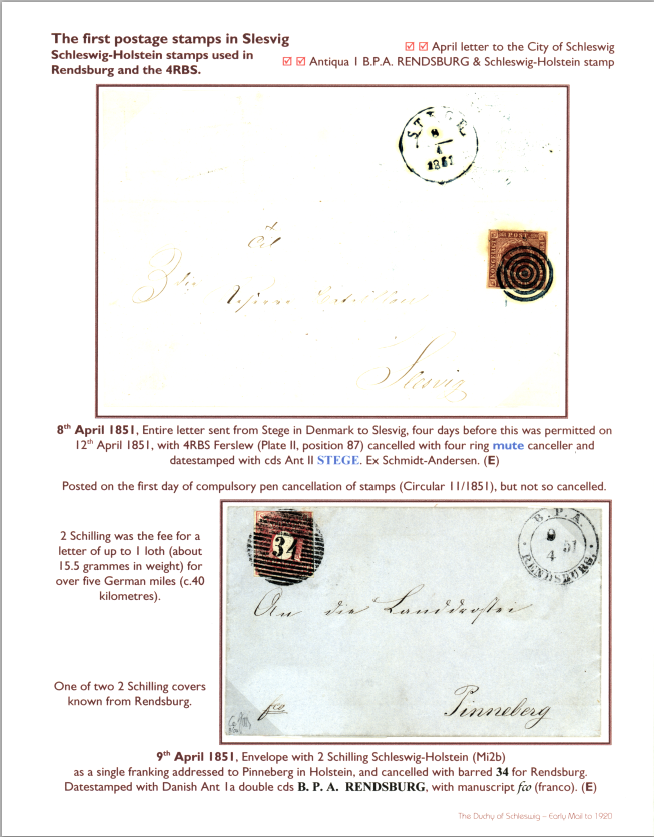 The first postage stamps in Slesvig
Schleswig-Holstein stamps used in
Rendsburg and the 4RBS.
☑ ☑ April letter to the City of Schleswig
☑ ☑ Antiqua 1 B.P.A. RENDSBURG & Schleswig-Holstein stamp
STEGE
8
4
1851
POST
Slesvig
8th April 1851, Entire letter sent from Stege in Denmark to Slesvig, four days before this was permitted on
12th April 1851, with 4RBS Ferslew (Plate II, position 87) cancelled with four ring mute canceller and
datestamped with cds Ant II STEGE. Ex Schmidt-Andersen. (E)
Posted on the first day of compulsory pen cancellation of stamps (Circular 11/1851), but not so cancelled.
2 Schilling was the fee for a
letter of up to 1 loth (about
15.5 grammes in weight) for
over five German miles (c.40
kilometres).
34
B. P. A.
9
4 51
RENDSBURG.
An die Landdrostei
One of two 2 Schilling covers
known from Rendsburg.
fco
Pinneberg
9th April 1851, Envelope with 2 Schilling Schleswig-Holstein (Mi2b)
as a single franking addressed to Pinneberg in Holstein, and cancelled with barred 34 for Rendsburg.
Datestamped with Danish Ant 1a double cds B. P. A. RENDSBURG, with manuscript fco (franco). (E)
The Duchy of Schleswig – Early Mail to 1920